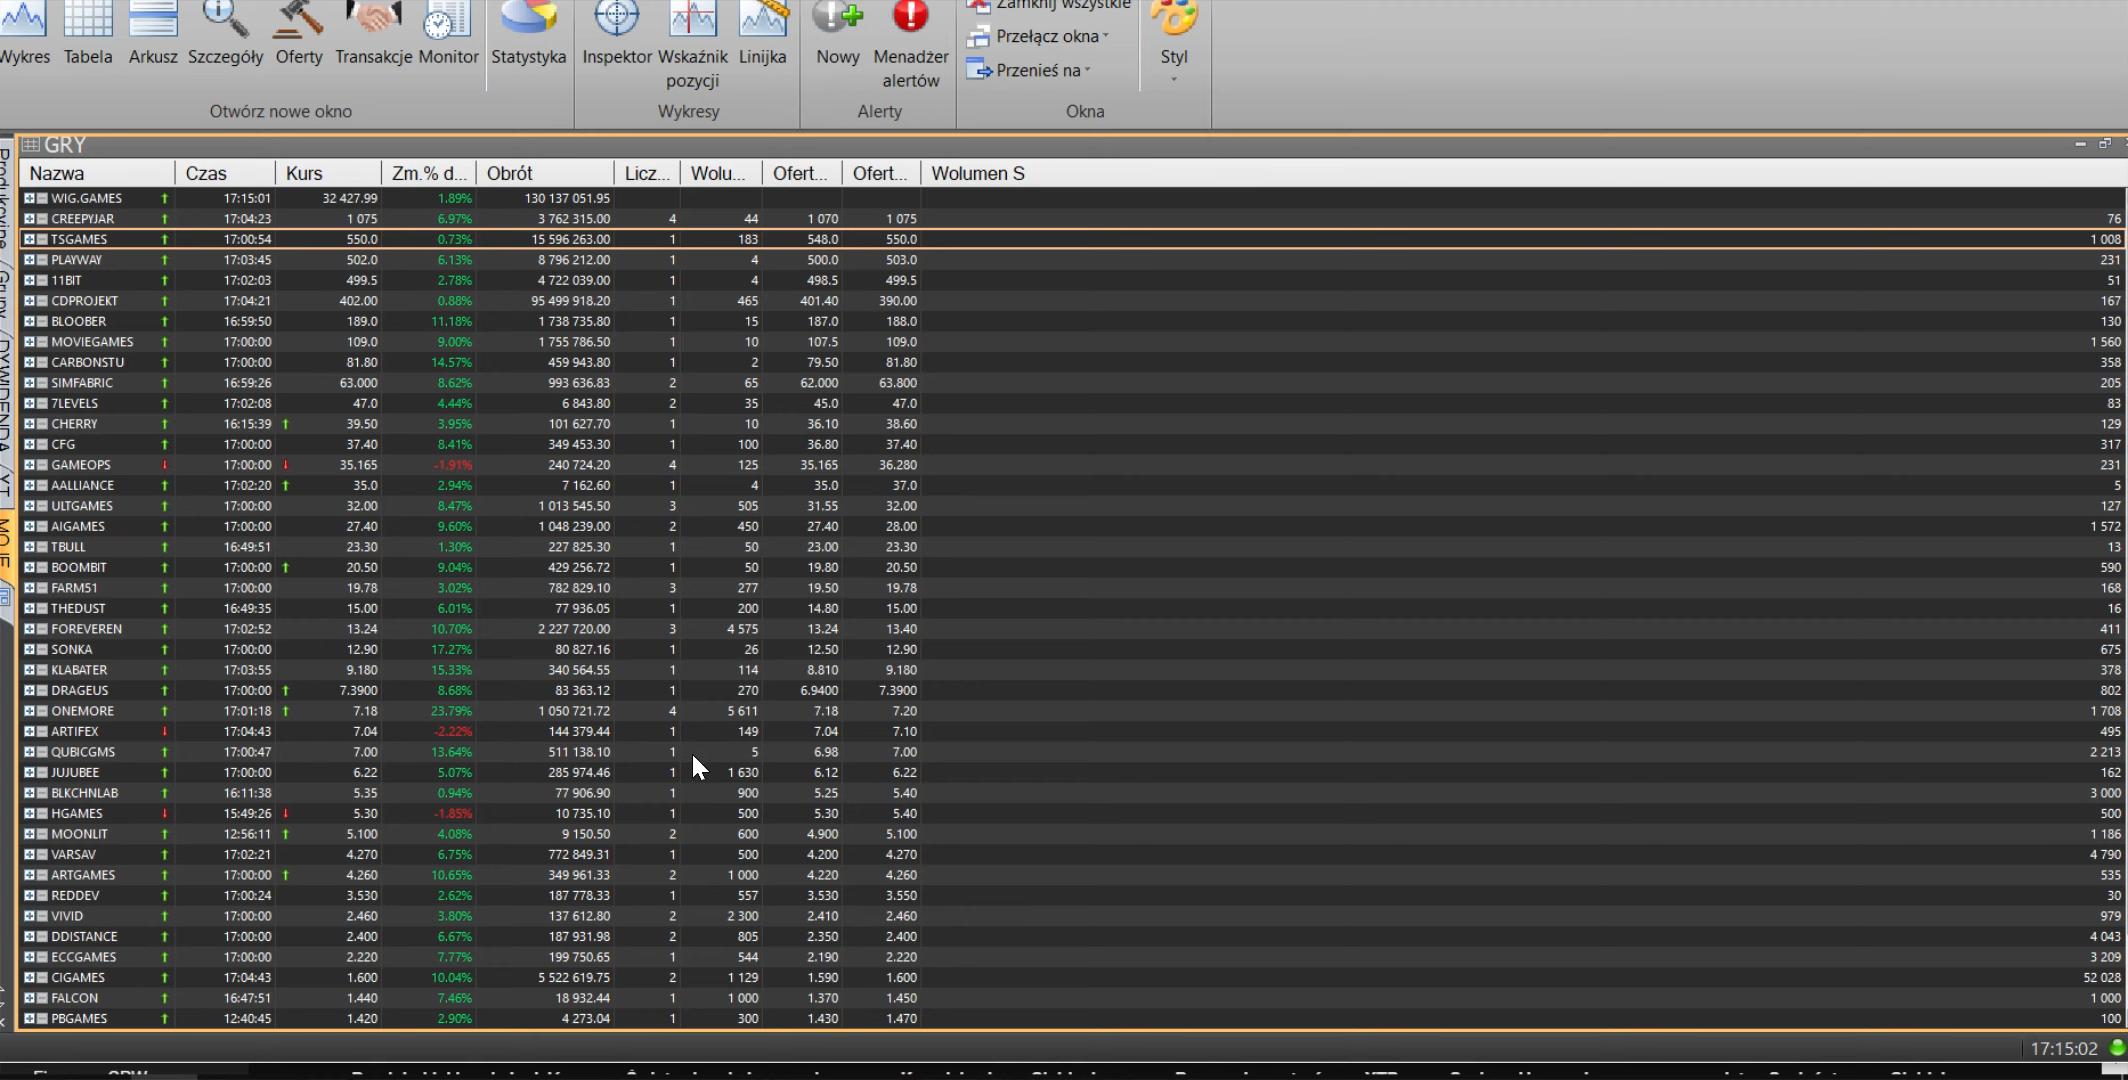 Wykres Tabela Arkusz Szczegóły Oferty Transakcje Monitor Statystyka Inspektor Wskaźnik pozycji Linijka Nowy Menadżer alertów Zamknij wszystkie
Przełącz okna
Przenieś na
Styl
Otwórz nowe okno Wykresy Alerty Okna
GRY
Nazwa Czas Kurs Zm.% d... Obrót Licz... Wolu... Ofert... Ofert... Wolumen S
WIG.GAMES 17:15:01 32 427.99 1.89% 130 137 051.95
CREEPYJAR 17:04:23 1 075 6.97% 3 762 315.00 4 44 1 070 1 075 76
TSGAMES 17:00:54 550.0 0.73% 15 596 263.00 1 183 548.0 550.0 1 008
PLAYWAY 17:03:45 502.0 6.13% 8 796 212.00 1 4 500.0 503.0 231
11BIT 17:02:03 499.5 2.78% 4 722 039.00 1 4 498.5 499.5 51
CDPROJEKT 17:04:21 402.00 0.88% 95 499 918.20 1 465 401.40 390.00 167
BLOOBER 16:59:50 189.0 11.18% 1 738 735.80 1 15 187.0 188.0 130
MOVIEGAMES 17:00:00 109.0 9.00% 1 755 786.50 1 10 107.5 109.0 1 560
CARBONSTU 17:00:00 81.80 14.57% 459 943.80 1 2 79.50 81.80 358
SIMFABRIC 16:59:26 63.000 8.62% 993 636.83 2 65 62.000 63.800 205
7LEVELS 17:02:08 47.0 4.44% 6 843.80 2 35 45.0 47.0 83
CHERRY 16:15:39 39.50 3.95% 101 627.70 1 10 36.10 38.60 129
CFG 17:00:00 37.40 8.41% 349 453.30 1 100 36.80 37.40 317
GAMEOPS 17:00:00 35.165 -1.91% 240 724.20 4 125 35.165 36.280 231
AALLIANCE 17:02:20 35.0 2.94% 7 162.60 1 4 35.0 37.0 5
ULTGAMES 17:00:00 32.00 8.47% 1 013 545.50 3 505 31.55 32.00 127
AIGAMES 17:00:00 27.40 9.60% 1 048 239.00 2 450 27.40 28.00 1 572
TBULL 16:49:51 23.30 1.30% 227 825.30 1 50 23.00 23.30 13
BOOMBIT 17:00:00 20.50 9.04% 429 256.72 1 50 19.80 20.50 590
FARM51 17:00:00 19.78 3.02% 782 829.10 3 277 19.50 19.78 168
THEDUST 16:49:35 15.00 6.01% 77 936.05 1 200 14.80 15.00 16
FOREVEREN 17:02:52 13.24 10.70% 2 227 720.00 3 4 575 13.24 13.40 411
SONKA 17:00:00 12.90 17.27% 80 827.16 1 26 12.50 12.90 675
KLABATER 17:03:55 9.180 15.33% 340 564.55 1 114 8.810 9.180 378
DRAGEUS 17:00:00 7.3900 8.68% 83 363.12 1 270 6.9400 7.3900 802
ONEMORE 17:01:18 7.18 23.79% 1 050 721.72 4 5 611 7.18 7.20 1 708
ARTIFEX 17:04:43 7.04 -2.22% 144 379.44 1 149 7.04 7.10 495
QUBICGMS 17:00:47 7.00 13.64% 511 138.10 1 5 6.98 7.00 2 213
JUJUBEE 17:00:00 6.22 5.07% 285 974.46 1 1 630 6.12 6.22 162
BLKCHNLAB 16:11:38 5.35 0.94% 77 906.90 1 900 5.25 5.40 3 000
HGAMES 15:49:26 5.30 -1.85% 10 735.10 1 500 5.30 5.40 500
MOONLIT 12:56:11 5.100 4.08% 9 150.50 2 600 4.900 5.100 1 186
VARSAV 17:02:21 4.270 6.75% 772 849.31 1 500 4.200 4.270 4 790
ARTGAMES 17:00:00 4.260 10.65% 349 961.33 2 1 000 4.220 4.260 535
REDDEV 17:00:24 3.530 2.62% 187 778.33 1 557 3.530 3.550 30
VIVID 17:00:00 2.460 3.80% 137 612.80 2 2 300 2.410 2.460 979
DDISTANCE 17:00:00 2.400 6.67% 187 931.98 2 805 2.350 2.400 4 043
ECCGAMES 17:00:00 2.220 7.77% 199 750.65 1 544 2.190 2.220 3 209
CIGAMES 17:04:43 1.600 10.04% 5 522 619.75 2 1 129 1.590 1.600 52 028
FALCON 16:47:51 1.440 7.46% 18 932.44 1 1 000 1.370 1.450 1 000
PBGAMES 12:40:45 1.420 2.90% 4 273.04 1 300 1.430 1.470 100
17:15:02
DYWIDENDA
YT
MOJE